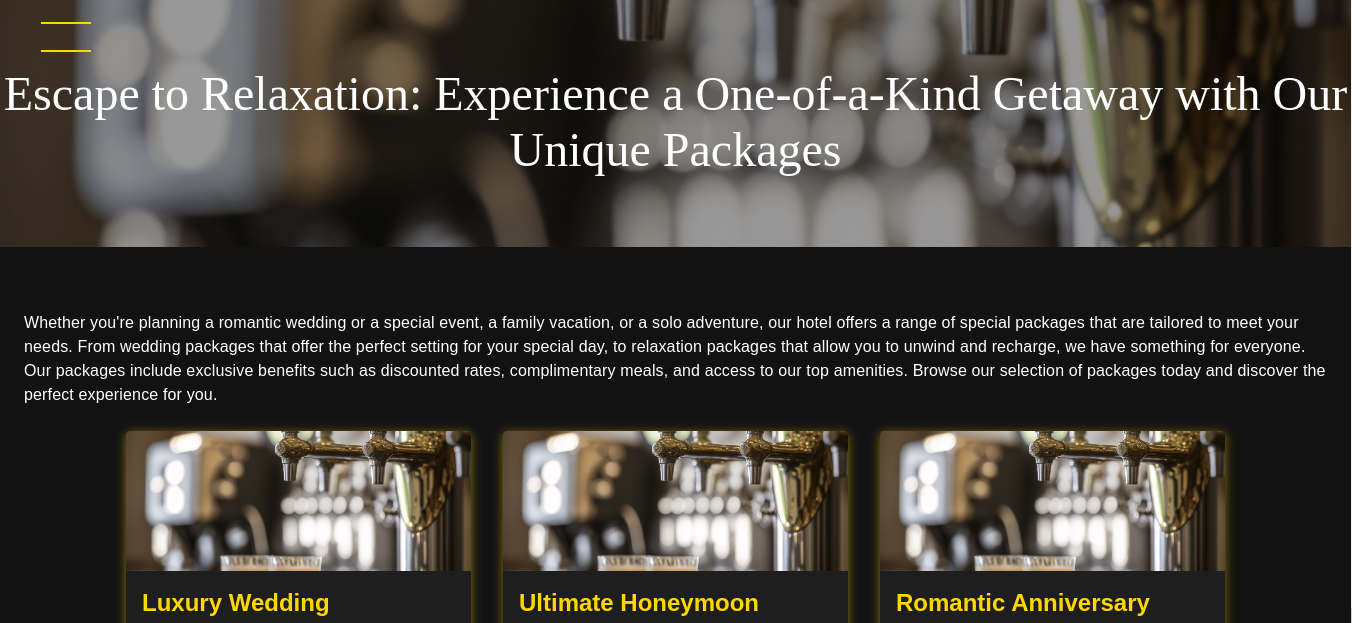 Escape to Relaxation: Experience a One-of-a-Kind Getaway with Our
Unique Packages
Whether you're planning a romantic wedding or a special event, a family vacation, or a solo adventure, our hotel offers a range of special packages that are tailored to meet your
needs. From wedding packages that offer the perfect setting for your special day, to relaxation packages that allow you to unwind and recharge, we have something for everyone.
Our packages include exclusive benefits such as discounted rates, complimentary meals, and access to our top amenities. Browse our selection of packages today and discover the
perfect experience for you.
Luxury Wedding
Ultimate Honeymoon
Romantic Anniversary